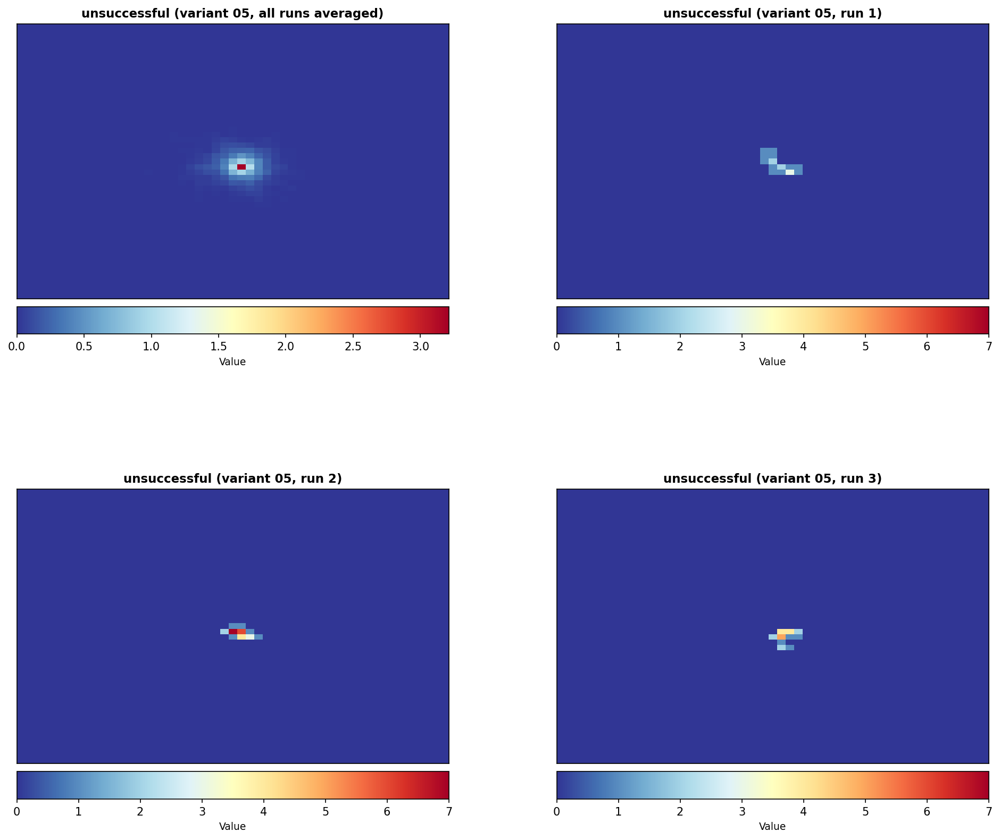 unsuccessful (variant 05, all runs averaged)
0.0 0.5 1.0 1.5 2.0 2.5 3.0
Value
unsuccessful (variant 05, run 1)
0 1 2 3 4 5 6 7
Value
unsuccessful (variant 05, run 2)
0 1 2 3 4 5 6 7
Value
unsuccessful (variant 05, run 3)
0 1 2 3 4 5 6 7
Value